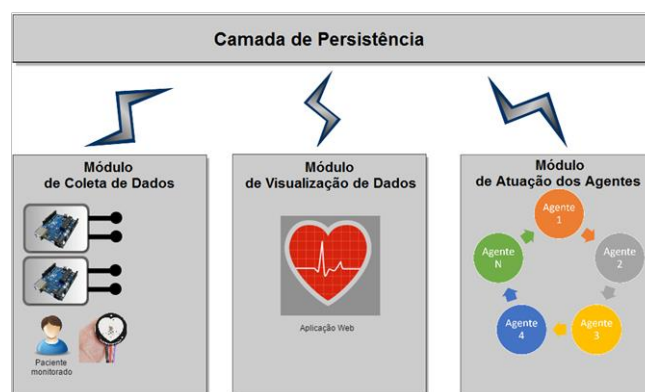 Camada de Persistência
Módulo
de Coleta de Dados
Paciente
monitorado
Módulo
de Visualização de Dados
Aplicação Web
Módulo
de Atuação dos Agentes
Agente
1
Agente
2
Agente
3
Agente
4
Agente
N